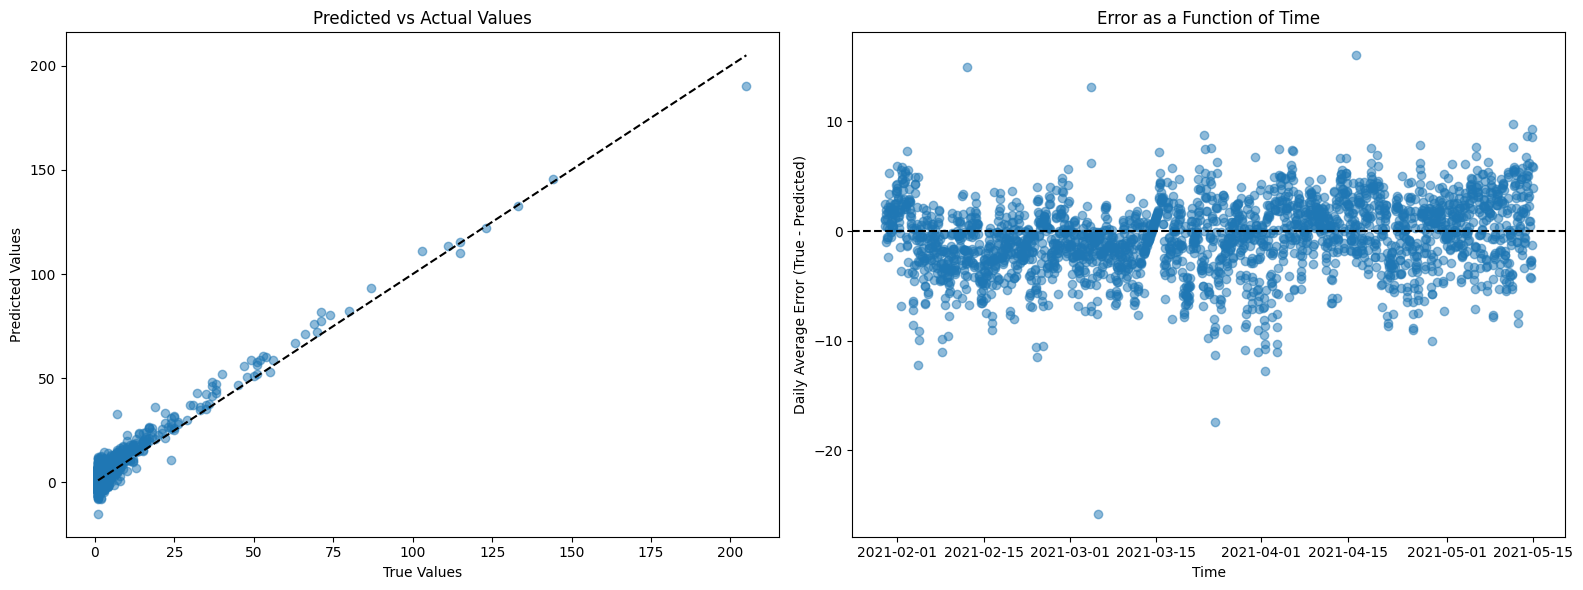 Predicted vs Actual Values
Predicted Values
200
150
100
50
0
0 25 50 75 100 125 150 175 200
True Values
Error as a Function of Time
Daily Average Error (True - Predicted)
10
0
−10
−20
2021-02-01 2021-02-15 2021-03-01 2021-03-15 2021-04-01 2021-04-15 2021-05-01 2021-05-15
Time